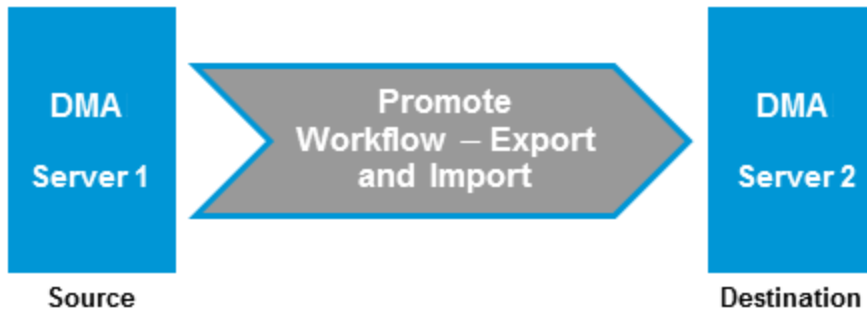 DMA
Server 1
Source
Promote
Workflow – Export
and Import
DMA
Server 2
Destination